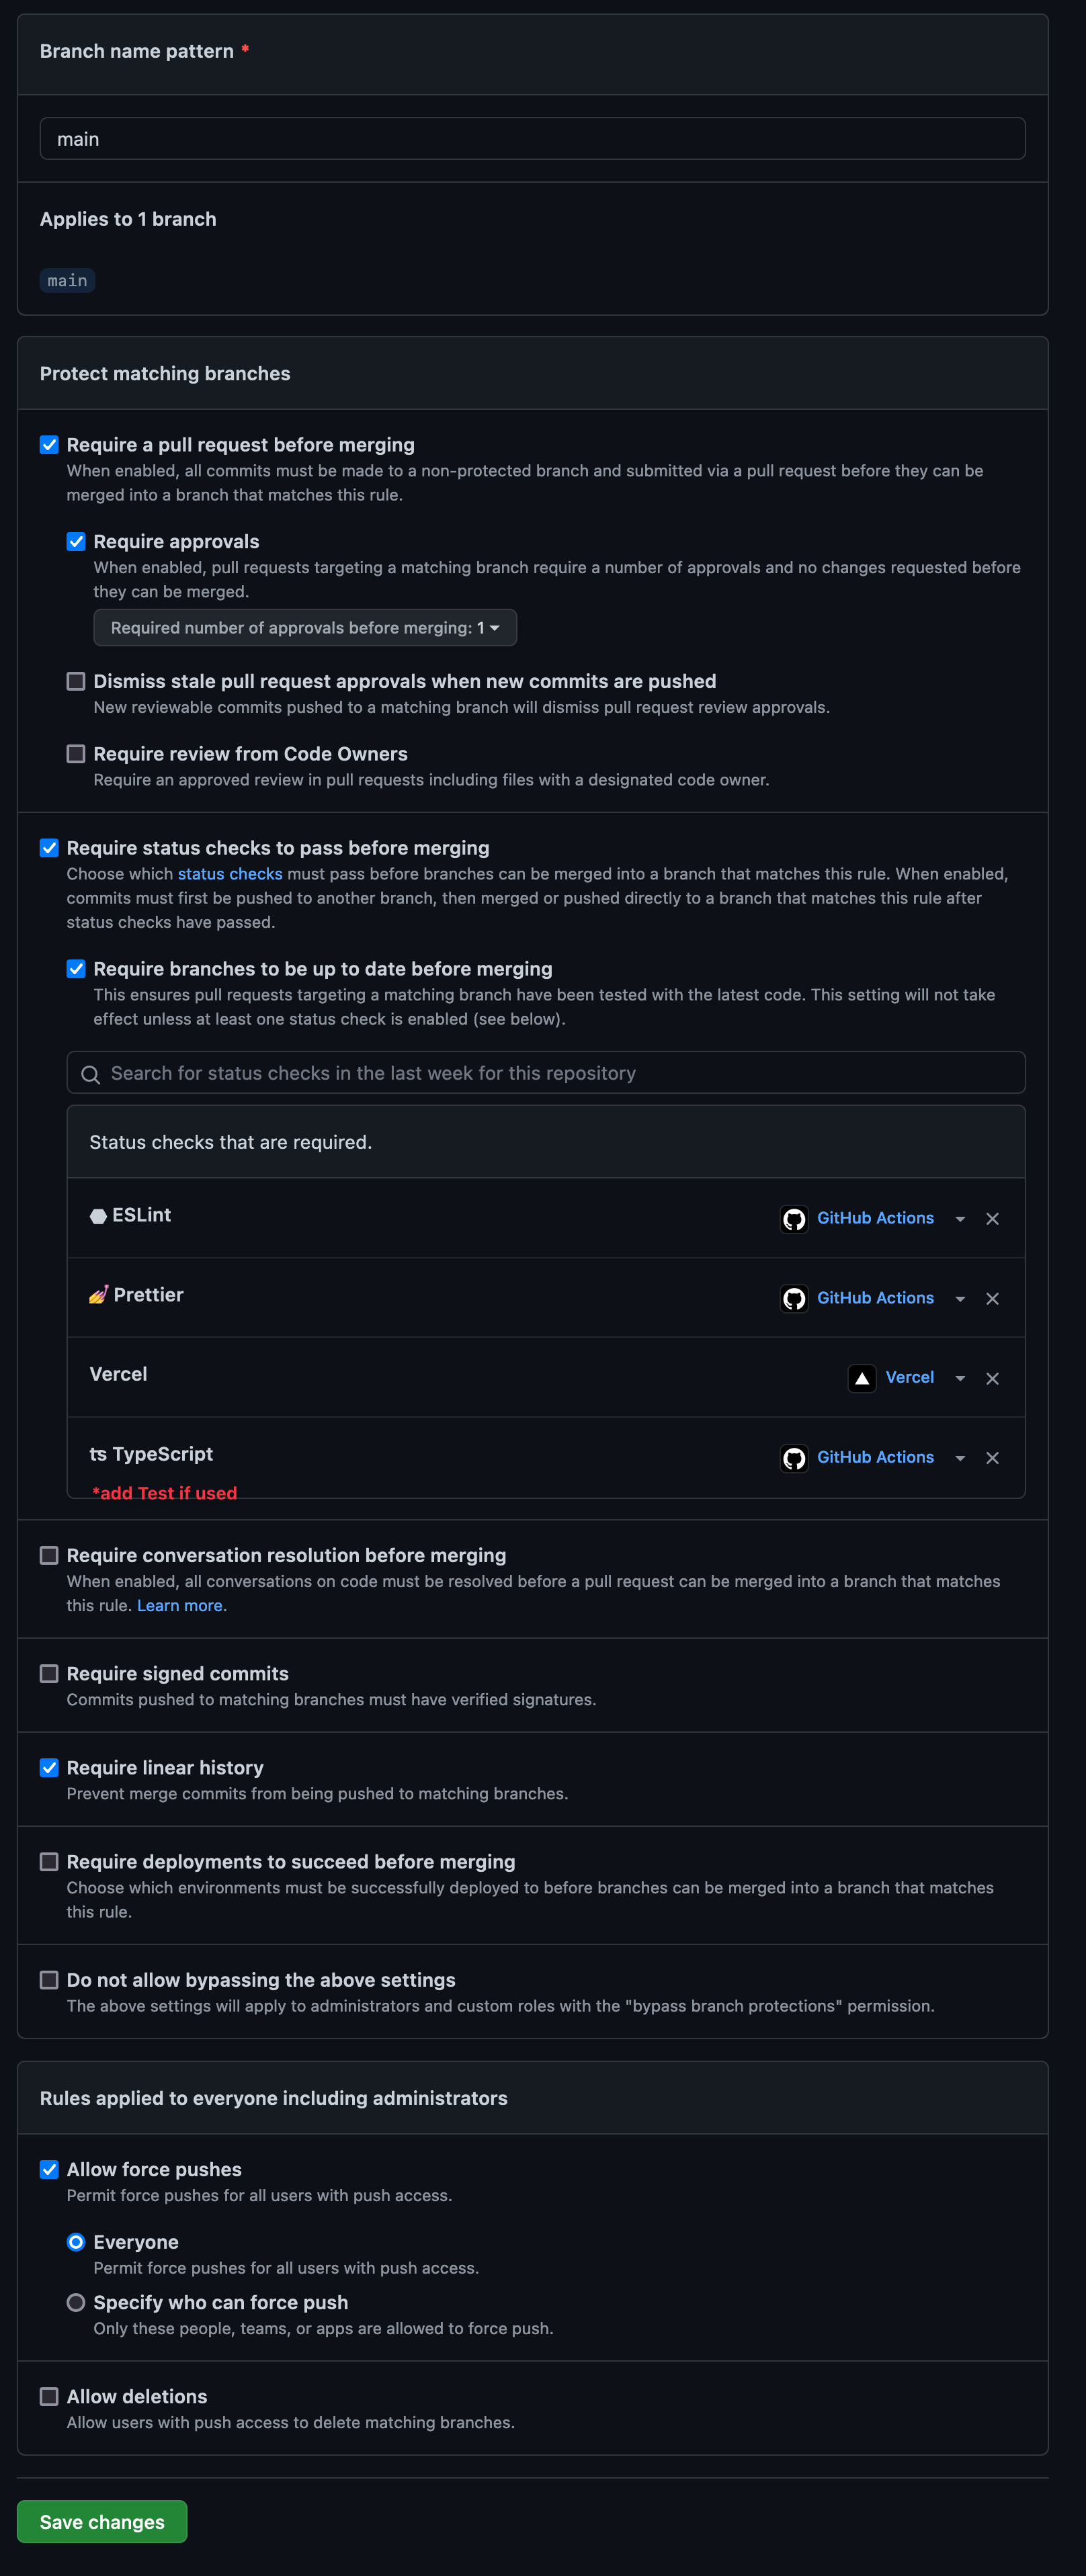 Branch name pattern *
main
Applies to 1 branch
main
Protect matching branches
Require a pull request before merging
When enabled, all commits must be made to a non-protected branch and submitted via a pull request before they can be
merged into a branch that matches this rule.
Require approvals
When enabled, pull requests targeting a matching branch require a number of approvals and no changes requested before
they can be merged.
Required number of approvals before merging: 1
Dismiss stale pull request approvals when new commits are pushed
New reviewable commits pushed to a matching branch will dismiss pull request review approvals.
Require review from Code Owners
Require an approved review in pull requests including files with a designated code owner.
Require status checks to pass before merging
Choose which status checks must pass before branches can be merged into a branch that matches this rule. When enabled,
commits must first be pushed to another branch, then merged or pushed directly to a branch that matches this rule after
status checks have passed.
Require branches to be up to date before merging
This ensures pull requests targeting a matching branch have been tested with the latest code. This setting will not take
effect unless at least one status check is enabled (see below).
Search for status checks in the last week for this repository
Status checks that are required.
⬣ ESLint GitHub Actions
💅 Prettier GitHub Actions
Vercel Vercel
ʦ TypeScript GitHub Actions
*add Test if used
Require conversation resolution before merging
When enabled, all conversations on code must be resolved before a pull request can be merged into a branch that matches
this rule. Learn more.
Require signed commits
Commits pushed to matching branches must have verified signatures.
Require linear history
Prevent merge commits from being pushed to matching branches.
Require deployments to succeed before merging
Choose which environments must be successfully deployed to before branches can be merged into a branch that matches
this rule.
Do not allow bypassing the above settings
The above settings will apply to administrators and custom roles with the "bypass branch protections" permission.
Rules applied to everyone including administrators
Allow force pushes
Permit force pushes for all users with push access.
Everyone
Permit force pushes for all users with push access.
Specify who can force push
Only these people, teams, or apps are allowed to force push.
Allow deletions
Allow users with push access to delete matching branches.
Save changes